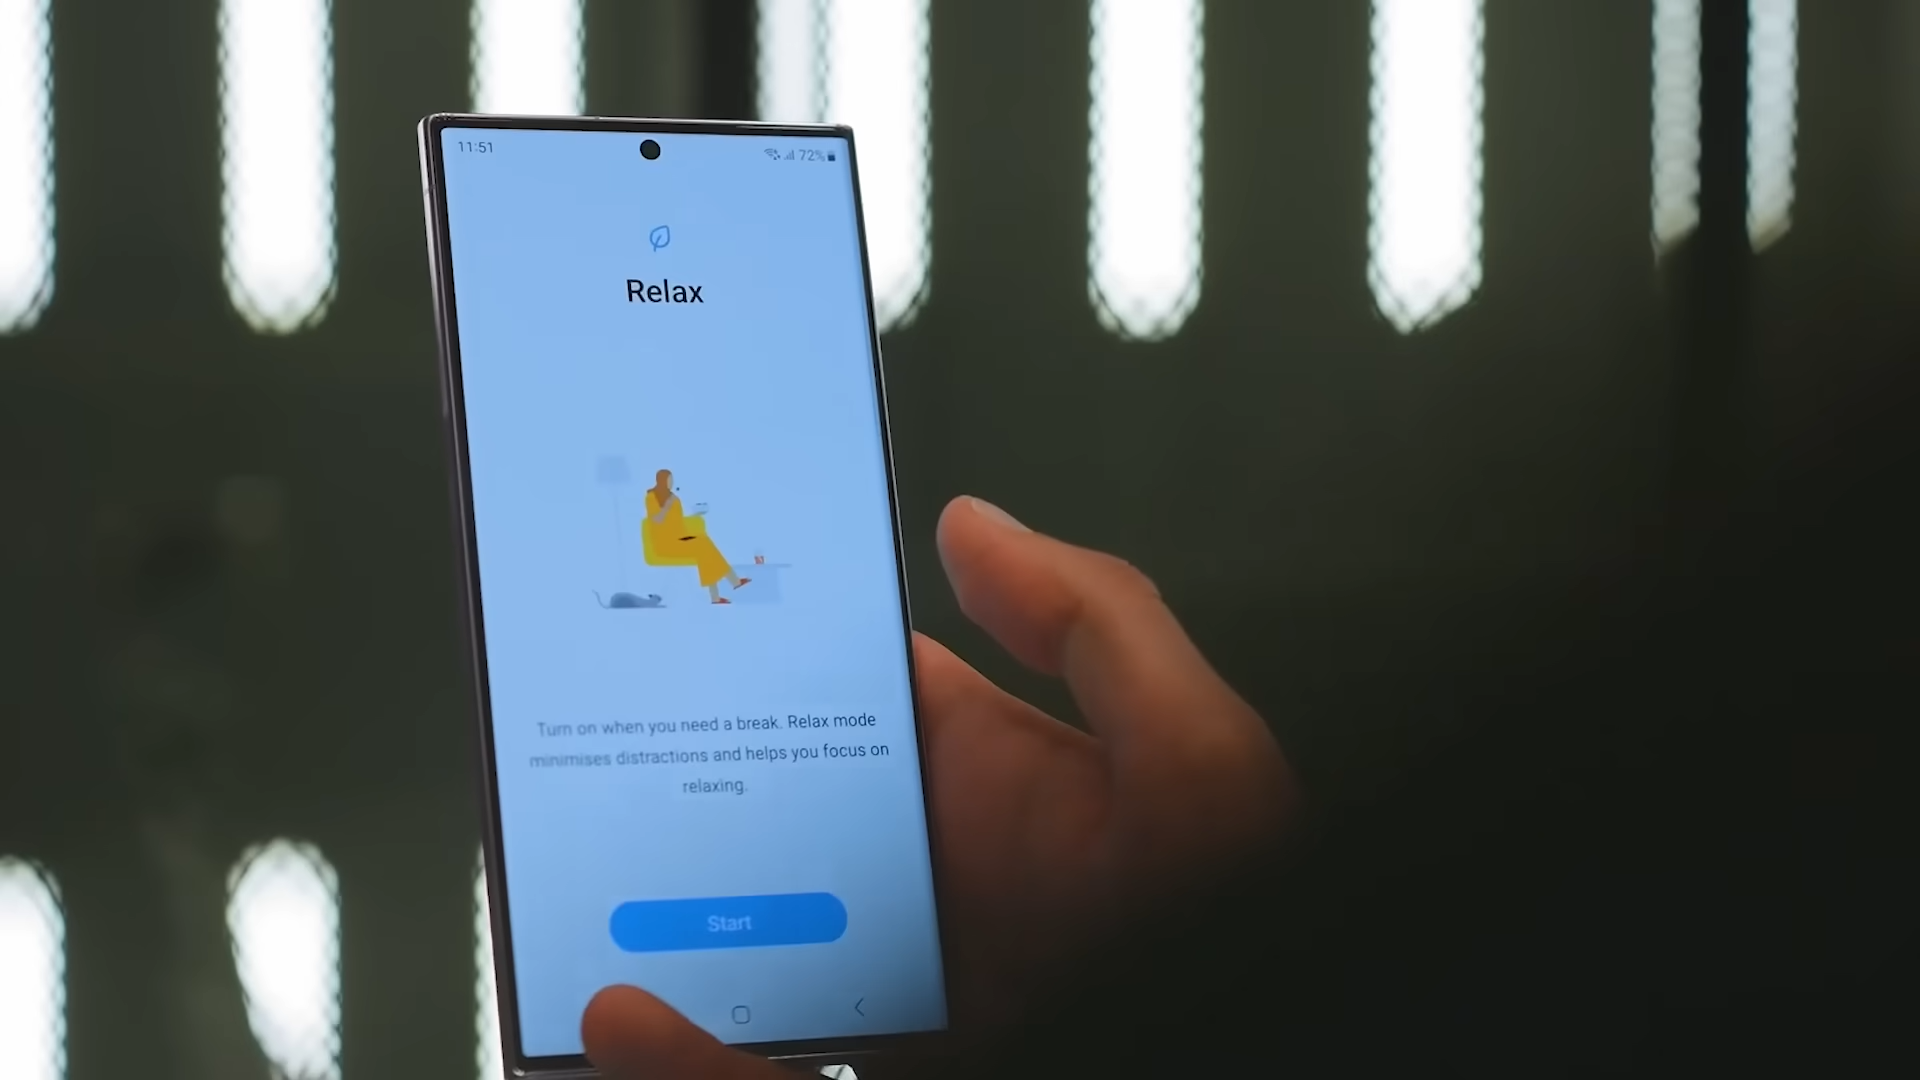 11:51
72%
Relax
Turn on when you need a break. Relax mode
minimises distractions and helps you focus on
relaxing.
Start